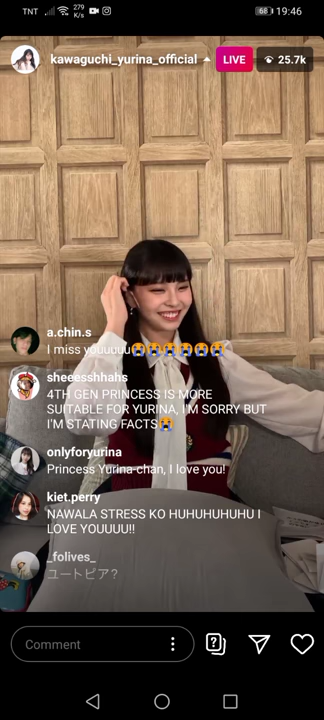 TNT 279 K/s 68 19:46
kawaguchi_yurina_official LIVE 25.7k
a.chin.s
I miss youuuuu😭😭😭😭😭😭
sheeesshhahs
4TH GEN PRINCESS IS MORE
SUITABLE FOR YURINA, I'M SORRY BUT
I'M STATING FACTS😭
onlyforyurina
Princess Yurina-chan, I love you!
kiet.perry
NAWALA STRESS KO HUHUHUHUHU I
LOVE YOUUUU!!
_folives_
ユートピア？
Comment